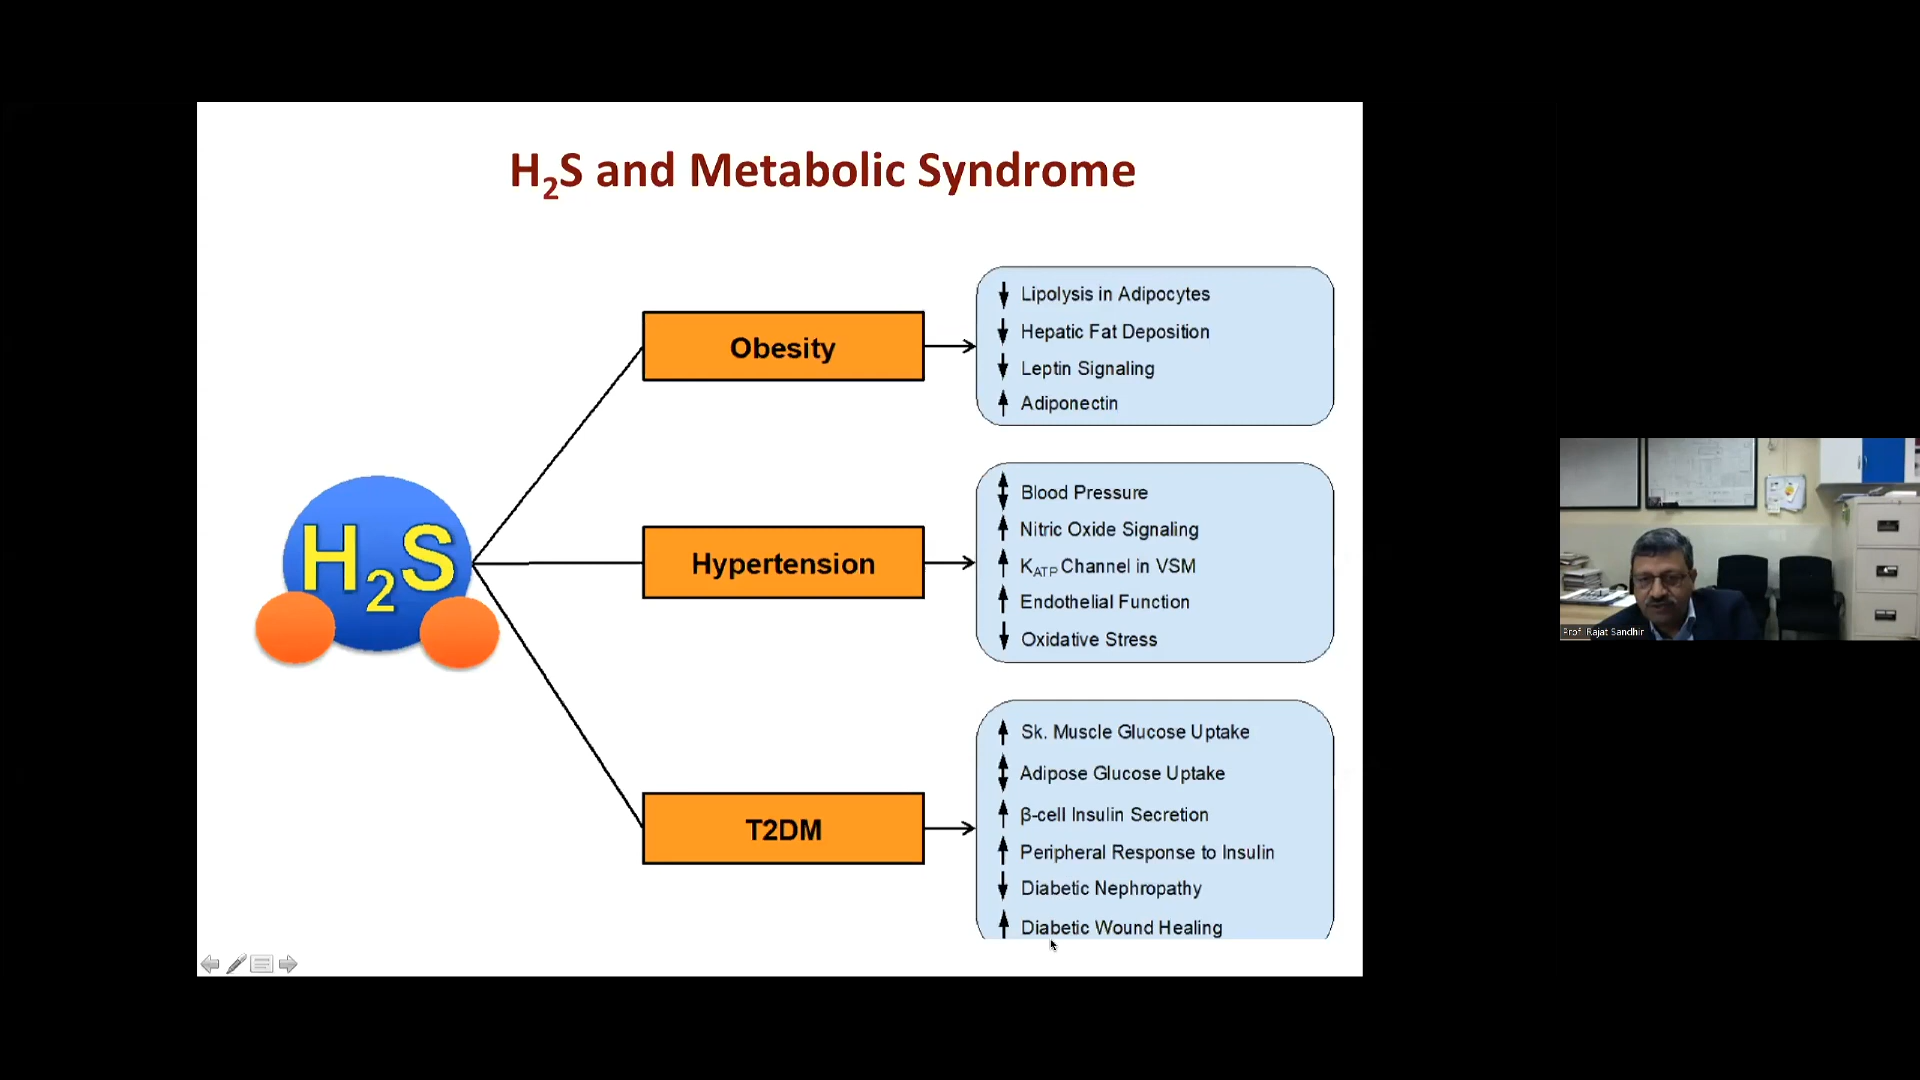 H₂S and Metabolic Syndrome
H₂S
Obesity
↓ Lipolysis in Adipocytes
↓ Hepatic Fat Deposition
↓ Leptin Signaling
↑ Adiponectin
Hypertension
↕ Blood Pressure
↑ Nitric Oxide Signaling
↑ K_ATP Channel in VSM
↑ Endothelial Function
↓ Oxidative Stress
T2DM
↑ Sk. Muscle Glucose Uptake
↕ Adipose Glucose Uptake
↑ β-cell Insulin Secretion
↑ Peripheral Response to Insulin
↓ Diabetic Nephropathy
↑ Diabetic Wound Healing
Prof. Rajat Sandhir